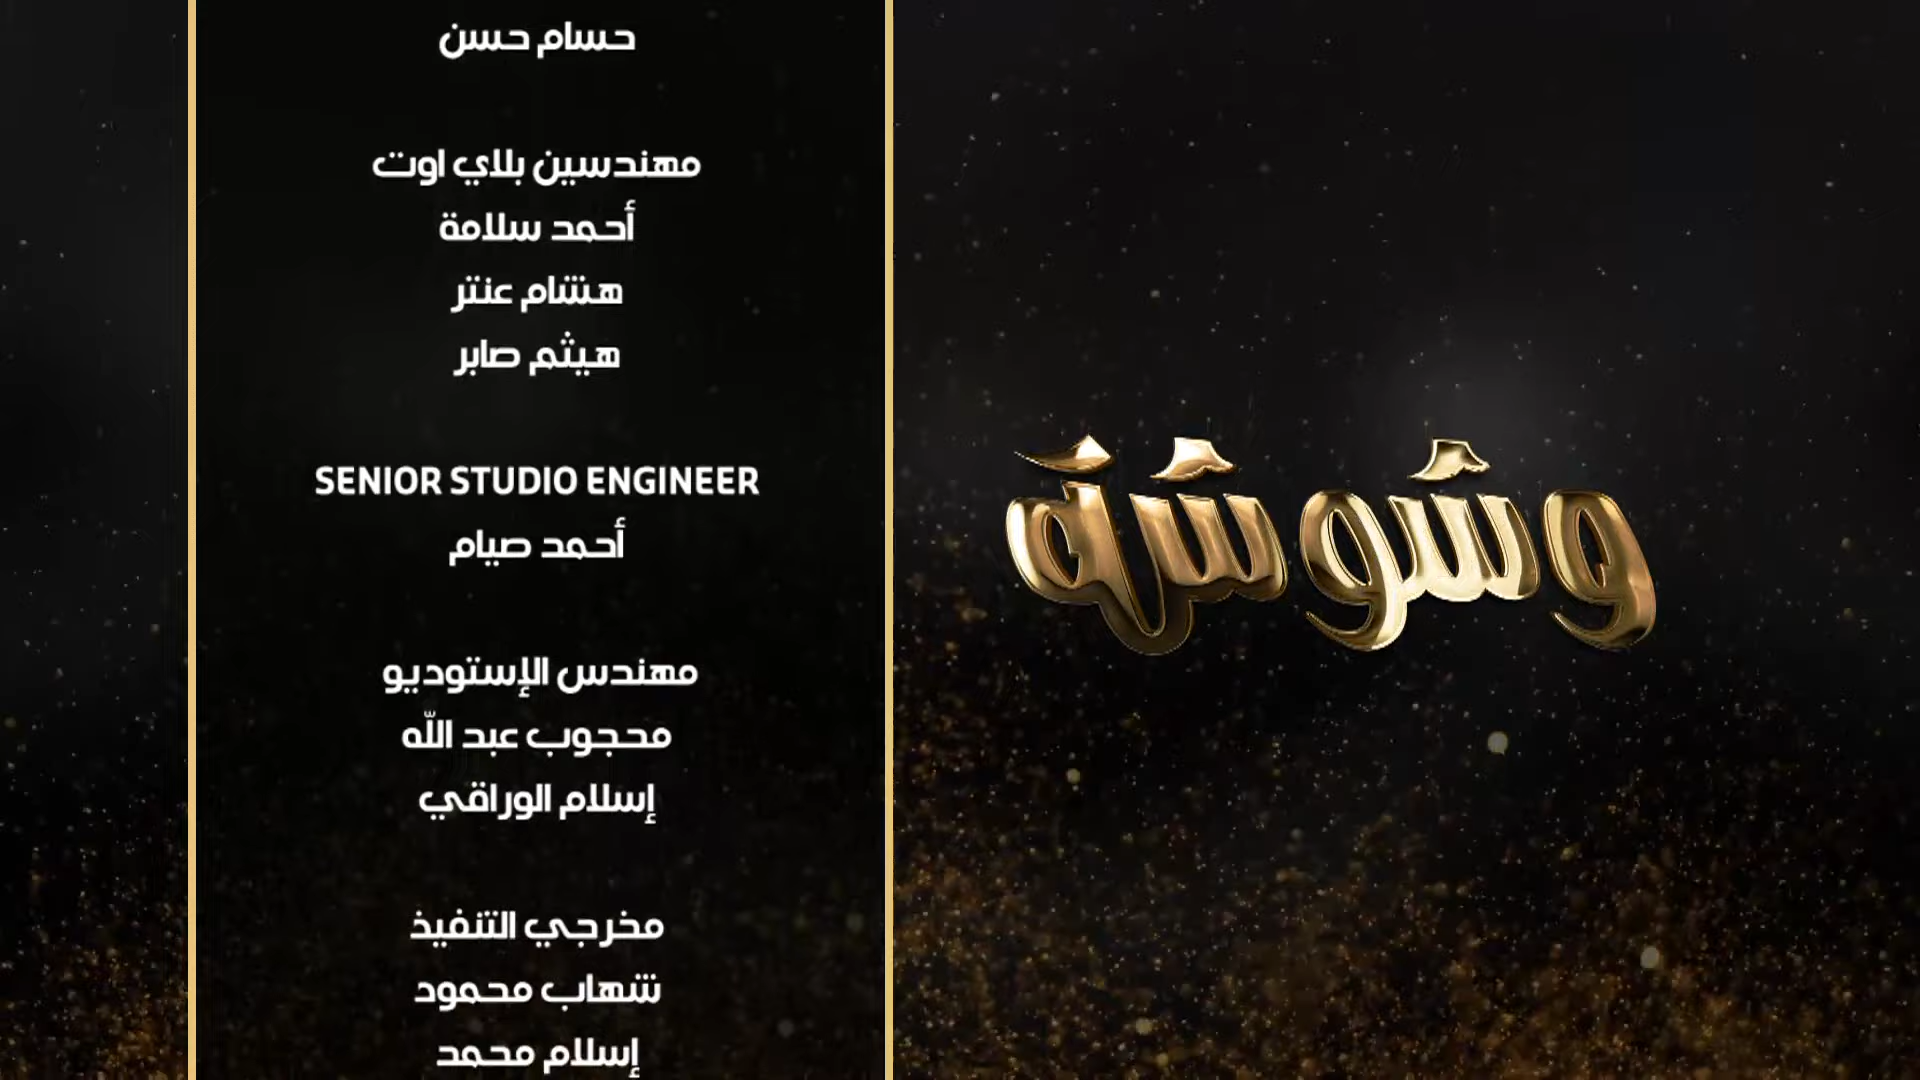 حسام حسن
مهندسين بلاي اوت
أحمد سلامة
هشام عنتر
هيثم صابر
SENIOR STUDIO ENGINEER
أحمد صيام
مهندس الإستوديو
محجوب عبد الله
إسلام الوراقي
مخرجي التنفيذ
شهاب محمود
إسلام محمد
وشوشة